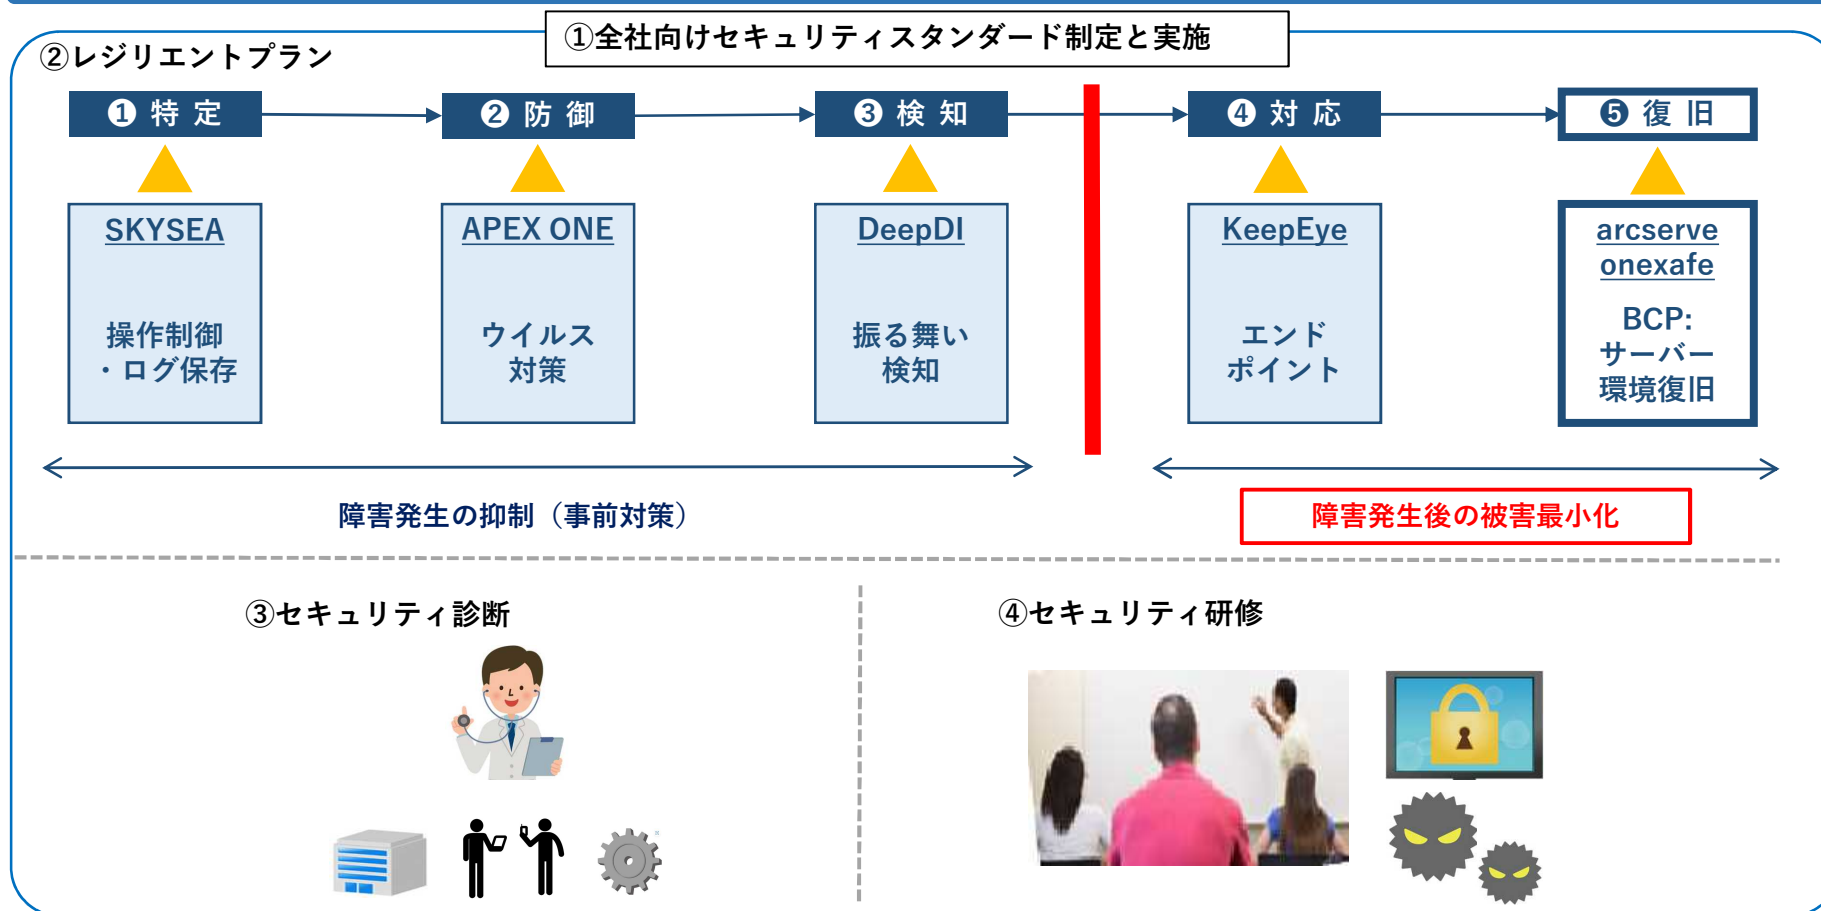 ①全社向けセキュリティスタンダード制定と実施
②レジリエントプラン
❶ 特 定
❷ 防 御
❸ 検 知
❹ 対 応
❺ 復 旧
SKYSEA
操作制御
・ログ保存
APEX ONE
ウイルス
対策
DeepDI
振る舞い
検知
KeepEye
エンド
ポイント
arcserve
onexafe
BCP:
サーバー
環境復旧
障害発生の抑制（事前対策）
障害発生後の被害最小化
③セキュリティ診断
④セキュリティ研修